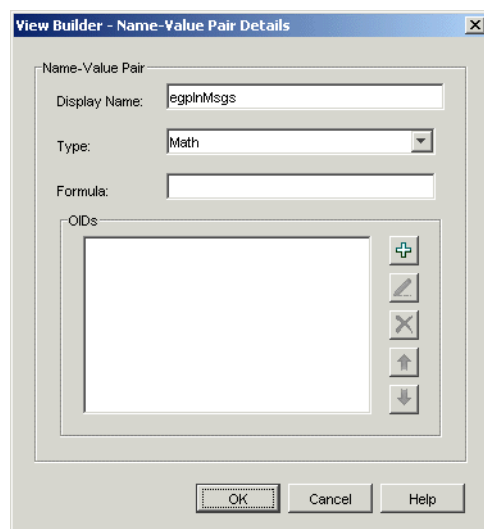 View Builder - Name-Value Pair Details
Name-Value Pair
Display Name: egpInMsgs
Type: Math
Formula:
OIDs
OK Cancel Help